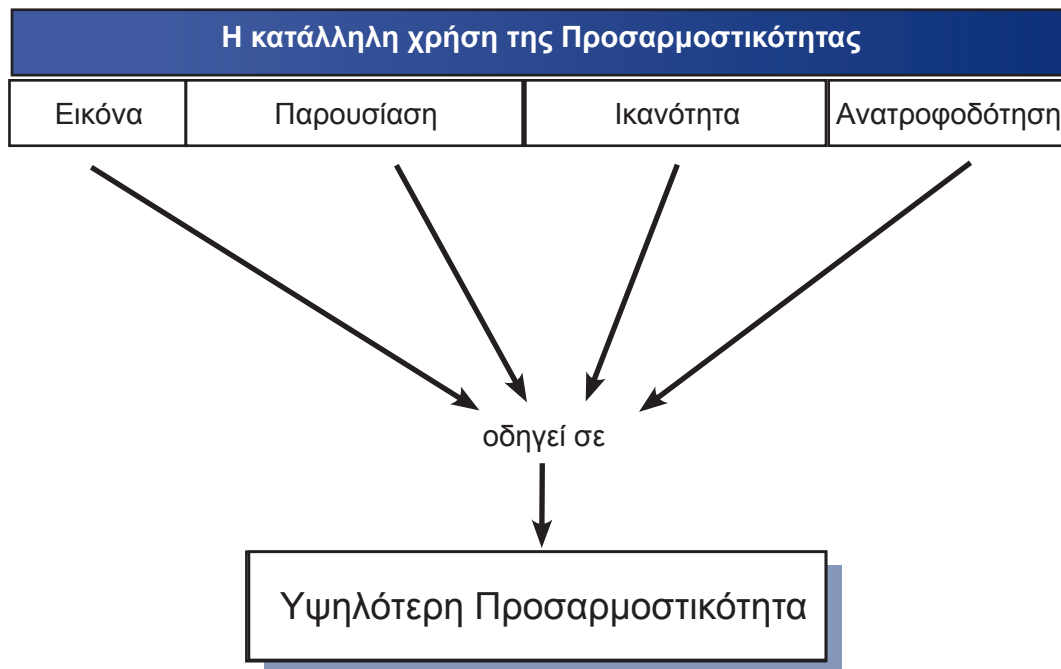 Η κατάλληλη χρήση της Προσαρμοστικότητας
Εικόνα Παρουσίαση Ικανότητα Ανατροφοδότηση
οδηγεί σε
Υψηλότερη Προσαρμοστικότητα